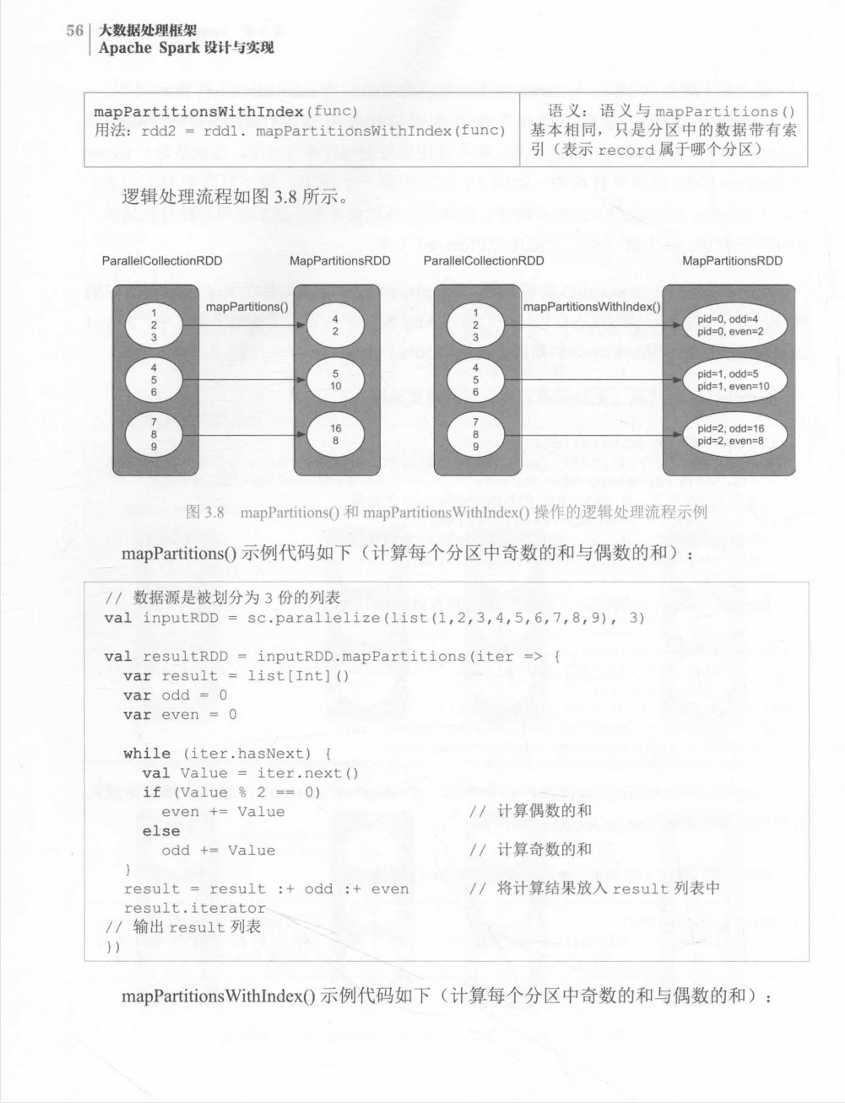 56 大数据处理框架
Apache Spark 设计与实现
mapPartitionsWithIndex(func)
用法：rdd2 = rdd1. mapPartitionsWithIndex(func)
语义：语义与 mapPartitions()
基本相同，只是分区中的数据带有索
引（表示 record 属于哪个分区）
逻辑处理流程如图 3.8 所示。
ParallelCollectionRDD
MapPartitionsRDD
ParallelCollectionRDD
MapPartitionsRDD
1
2
3
4
5
6
7
8
9
mapPartitions()
4
2
5
10
16
8
1
2
3
4
5
6
7
8
9
mapPartitionsWithIndex()
pid=0, odd=4
pid=0, even=2
pid=1, odd=5
pid=1, even=10
pid=2, odd=16
pid=2, even=8
图 3.8 mapPartitions() 和 mapPartitionsWithIndex() 操作的逻辑处理流程示例
mapPartitions() 示例代码如下（计算每个分区中奇数的和与偶数的和）：
// 数据源是被划分为 3 份的列表
val inputRDD = sc.parallelize(list(1,2,3,4,5,6,7,8,9), 3)
val resultRDD = inputRDD.mapPartitions(iter => {
var result = list[Int]()
var odd = 0
var even = 0
while (iter.hasNext) {
val Value = iter.next()
if (Value % 2 == 0)
even += Value // 计算偶数的和
else
odd += Value // 计算奇数的和
}
result = result :+ odd :+ even // 将计算结果放入 result 列表中
result.iterator
// 输出 result 列表
})
mapPartitionsWithIndex() 示例代码如下（计算每个分区中奇数的和与偶数的和）：